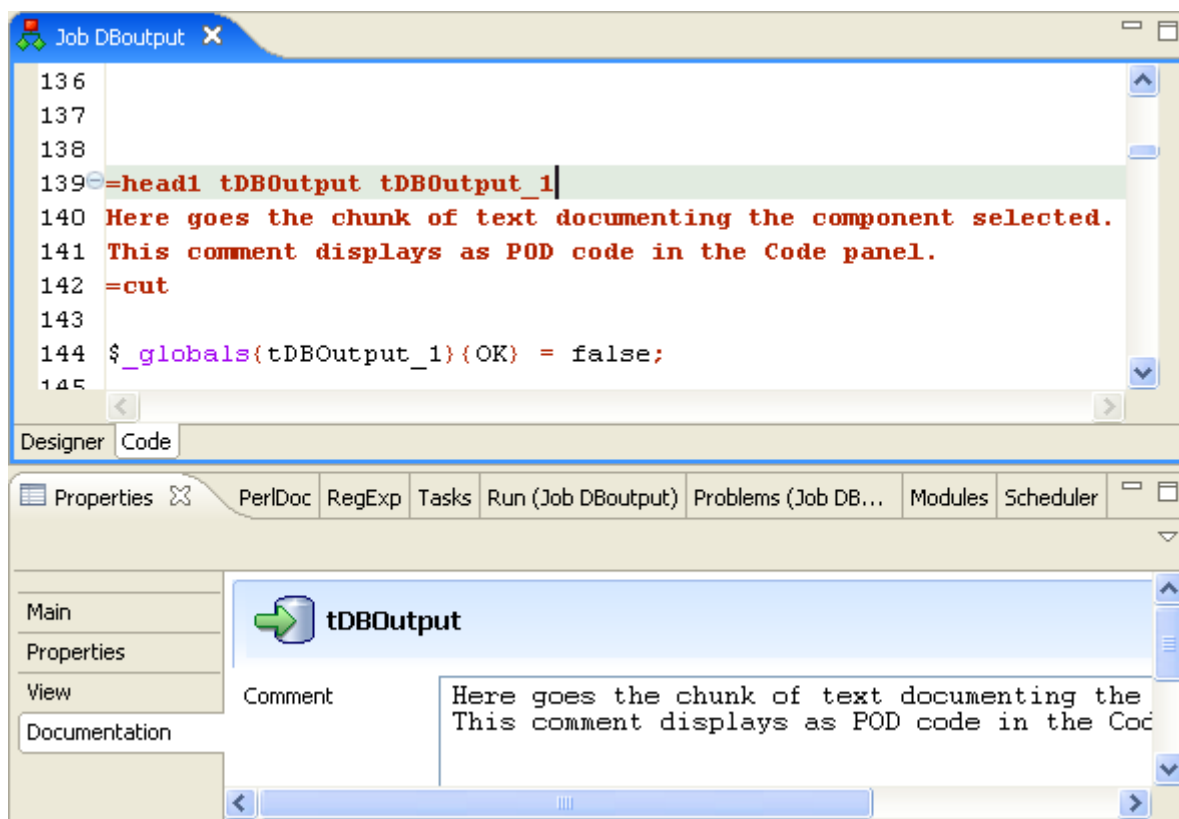 Job DBoutput
136
137
138
139 =head1 tDBOutput tDBOutput_1
140 Here goes the chunk of text documenting the component selected.
141 This comment displays as POD code in the Code panel.
142 =cut
143
144 $_globals{tDBOutput_1}{OK} = false;
145
Designer Code
Properties PerlDoc RegExp Tasks Run (Job DBoutput) Problems (Job DB... Modules Scheduler
Main
tDBOutput
Properties
View
Comment Here goes the chunk of text documenting the
This comment displays as POD code in the Cod
Documentation